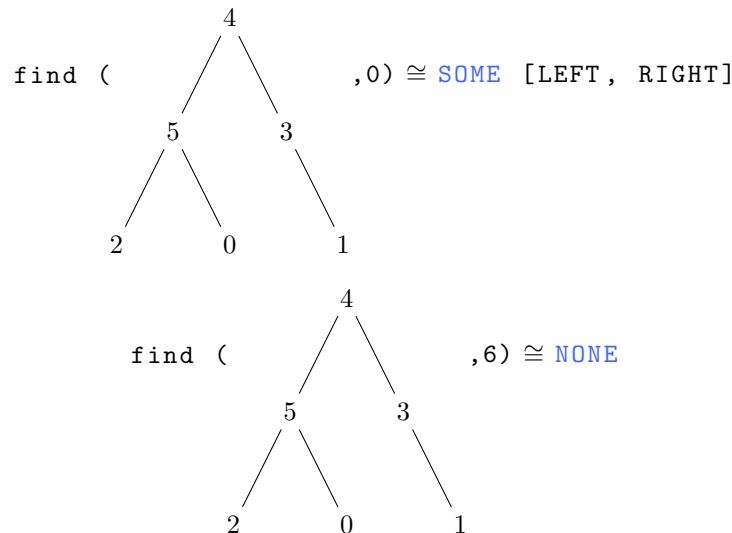 4
find ( ,0) ≅ SOME [LEFT, RIGHT]
5 3
2 0 1
4
find ( ,6) ≅ NONE
5 3
2 0 1